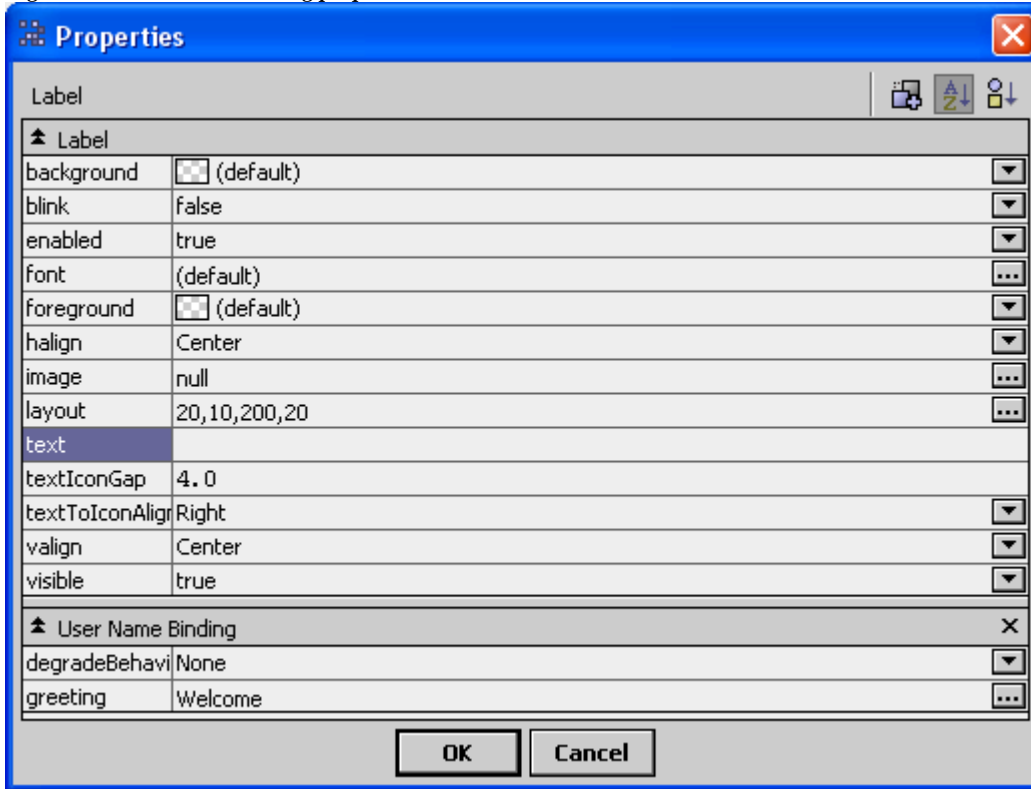 Properties
Label
Label
background (default)
blink false
enabled true
font (default)
foreground (default)
halign Center
image null
layout 20,10,200,20
text
textIconGap 4.0
textToIconAlign Right
valign Center
visible true
User Name Binding
degradeBehavi None
greeting Welcome
OK Cancel